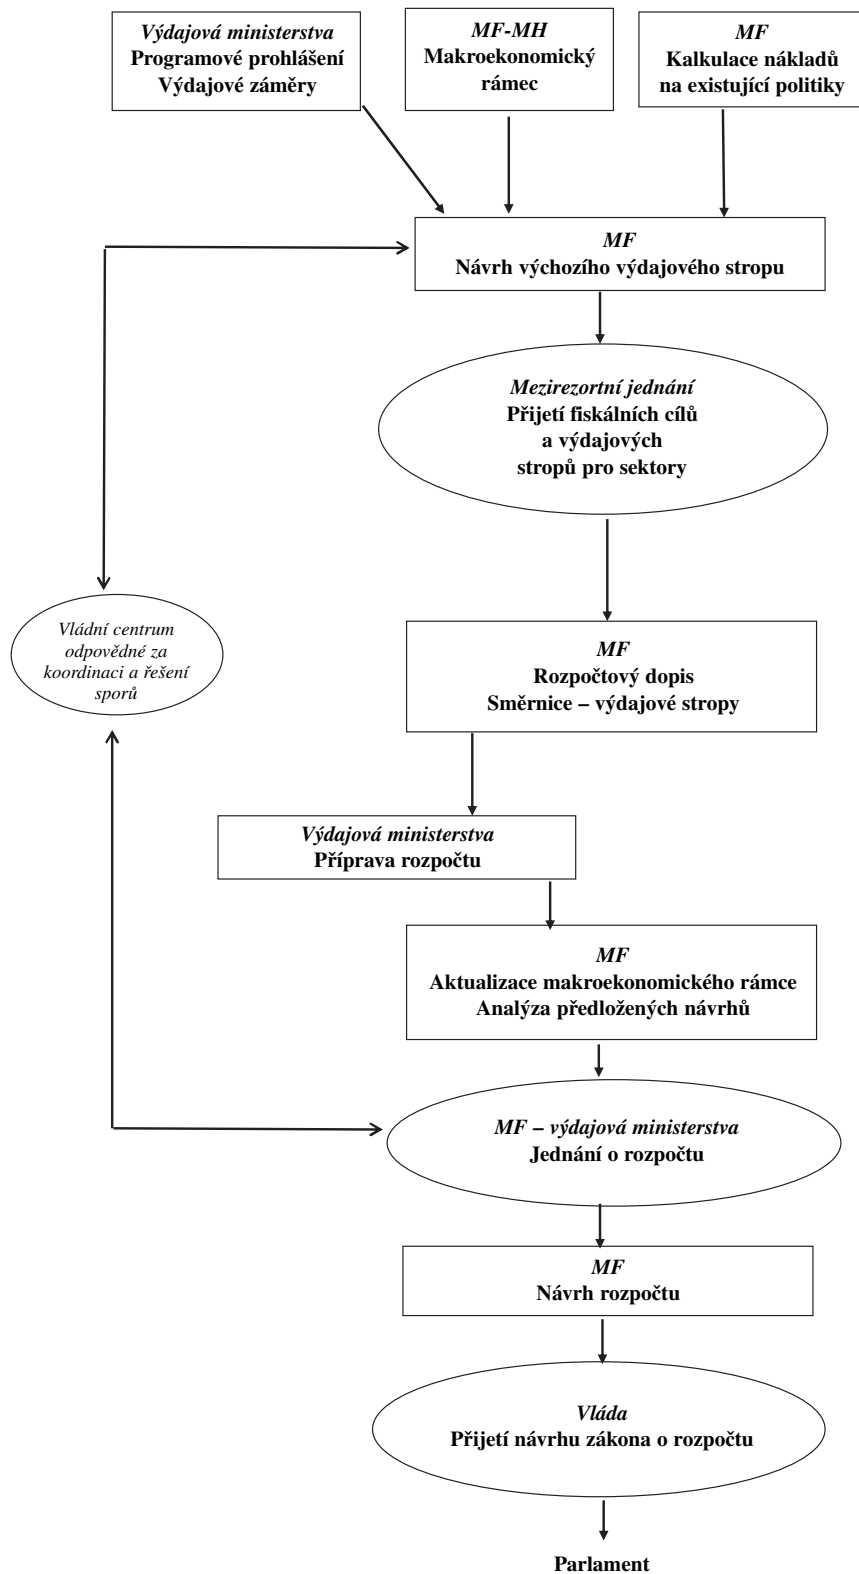 Výdajová ministerstva
Programové prohlášení
Výdajové záměry
MF-MH
Makroekonomický
rámec
MF
Kalkulace nákladů
na existující politiky
MF
Návrh výchozího výdajového stropu
Mezirezortní jednání
Přijetí fiskálních cílů
a výdajových
stropů pro sektory
Vládní centrum
odpovědné za
koordinaci a řešení
sporů
MF
Rozpočtový dopis
Směrnice – výdajové stropy
Výdajová ministerstva
Příprava rozpočtu
MF
Aktualizace makroekonomického rámce
Analýza předložených návrhů
MF – výdajová ministerstva
Jednání o rozpočtu
MF
Návrh rozpočtu
Vláda
Přijetí návrhu zákona o rozpočtu
Parlament